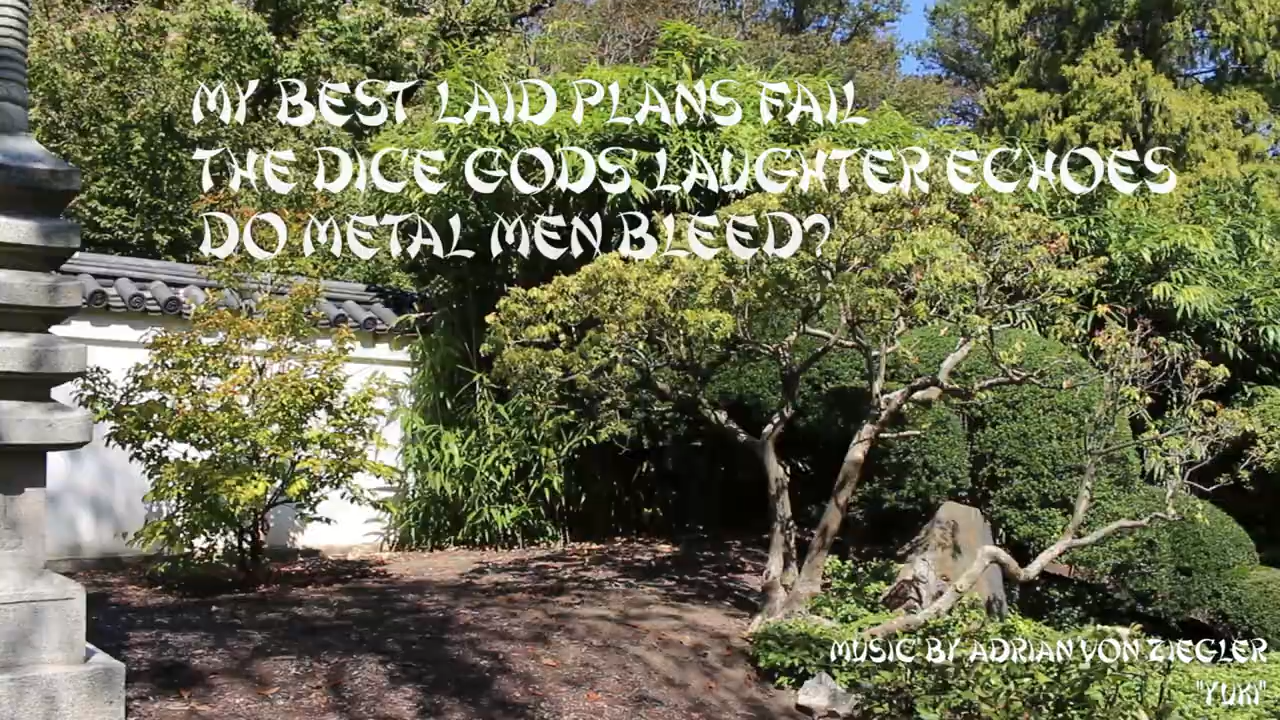 MY BEST LAID PLANS FAIL
THE DICE GODS LAUGHTER ECHOES
DO METAL MEN BLEED?
MUSIC BY ADRIAN VON ZIEGLER
"YUKI"